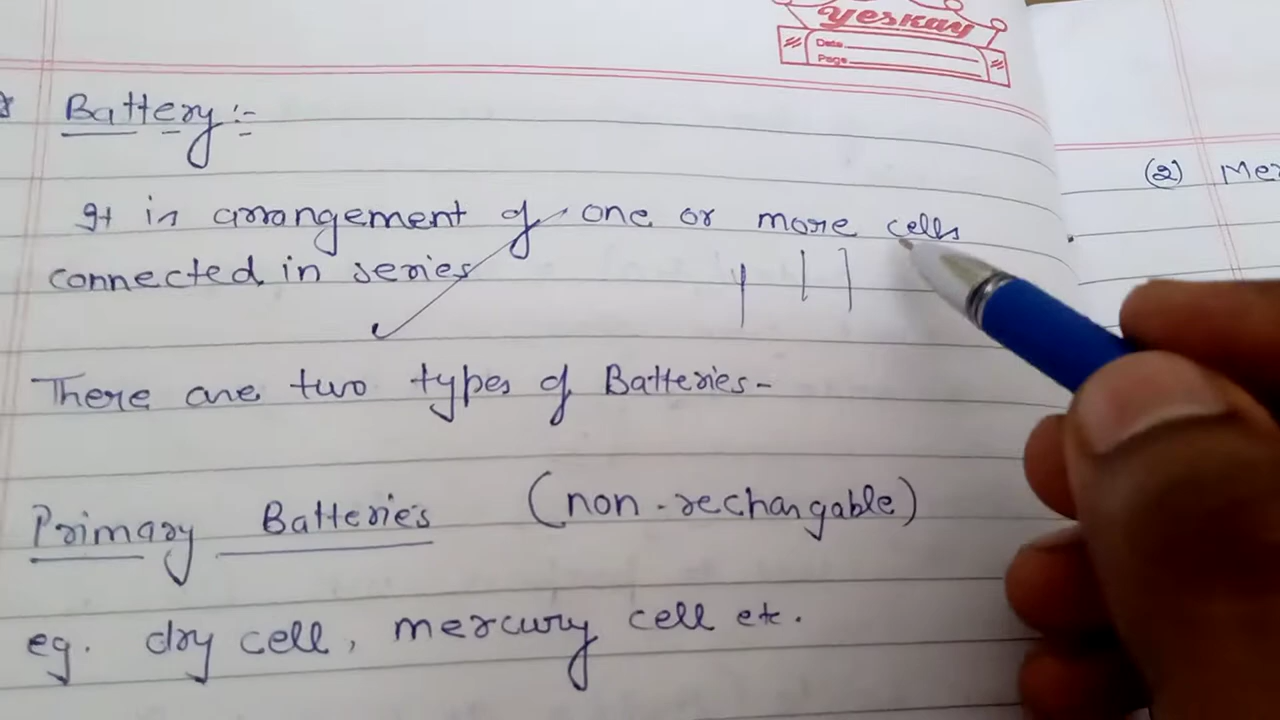 yeskay
Date
Page
Battery :-
It is arrangement of one or more cells
connected in series
There are two types of Batteries-
Primary Batteries (non-rechangable)
eg. dry cell, mercury cell etc.
(2) Mer